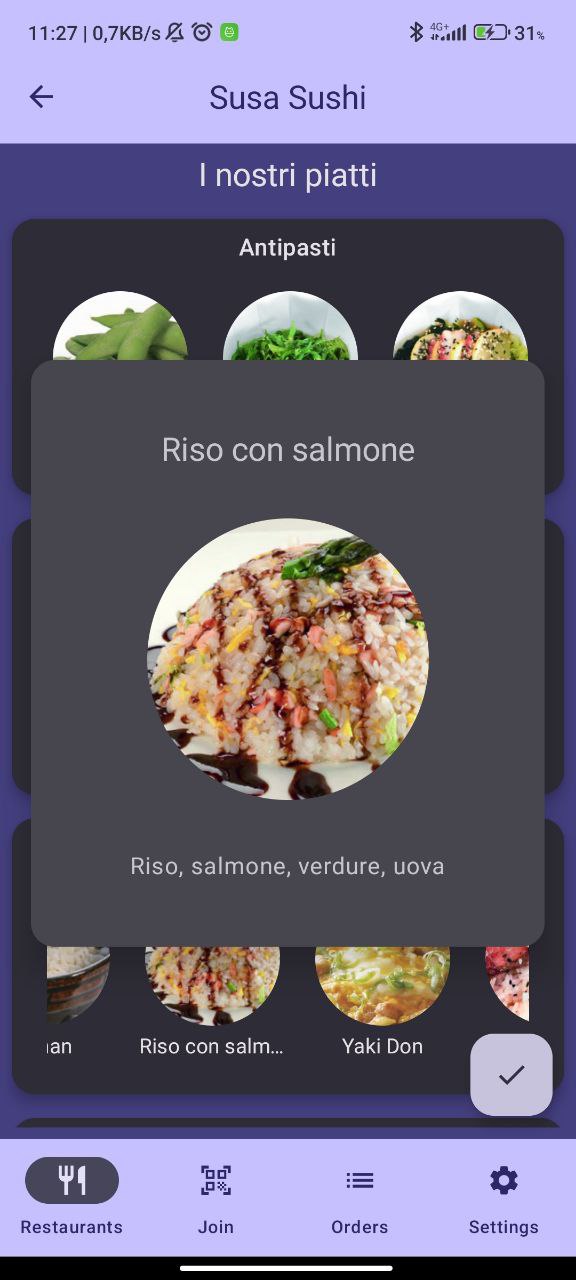 11:27 | 0,7KB/s 4G+ 31%
Susa Sushi
I nostri piatti
Antipasti
Riso con salmone
Riso, salmone, verdure, uova
Riso con salm... Yaki Don
Restaurants Join Orders Settings